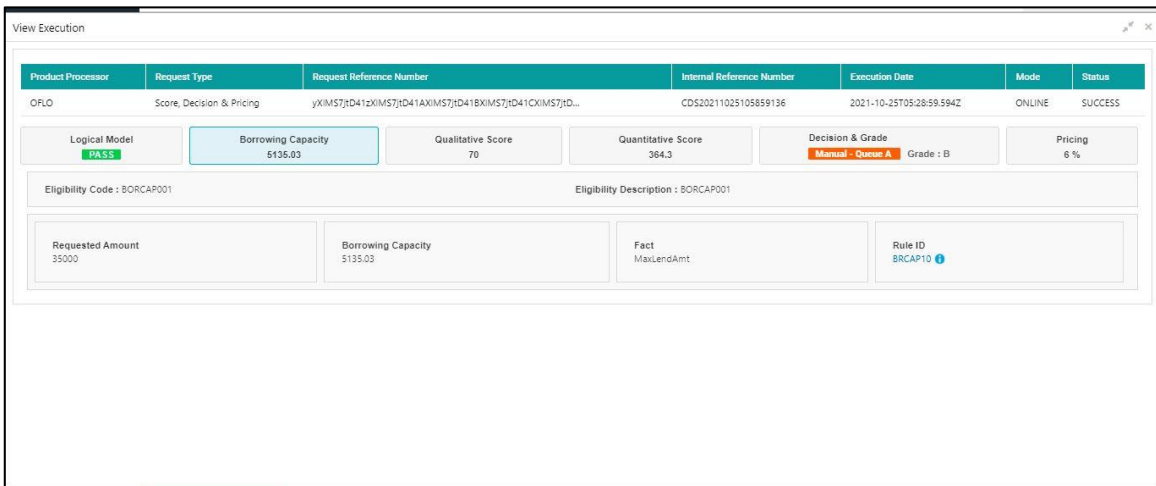 View Execution
Product Processor Request Type Request Reference Number Internal Reference Number Execution Date Mode Status
OFLO Score, Decision & Pricing yXIMS7JtD41zXIMS7JtD41AXIMS7JtD41BXIMS7JtD41CXIMS7JtD... CDS20211025105859136 2021-10-25T05:28:59.594Z ONLINE SUCCESS
Logical Model Borrowing Capacity Qualitative Score Quantitative Score Decision & Grade Pricing
PASS 5135.03 70 364.3 Manual - Queue A Grade : B 6 %
Eligibility Code : BORCAP001 Eligibility Description : BORCAP001
Requested Amount Borrowing Capacity Fact Rule ID
35000 5135.03 MaxLendAmt BRCAP10